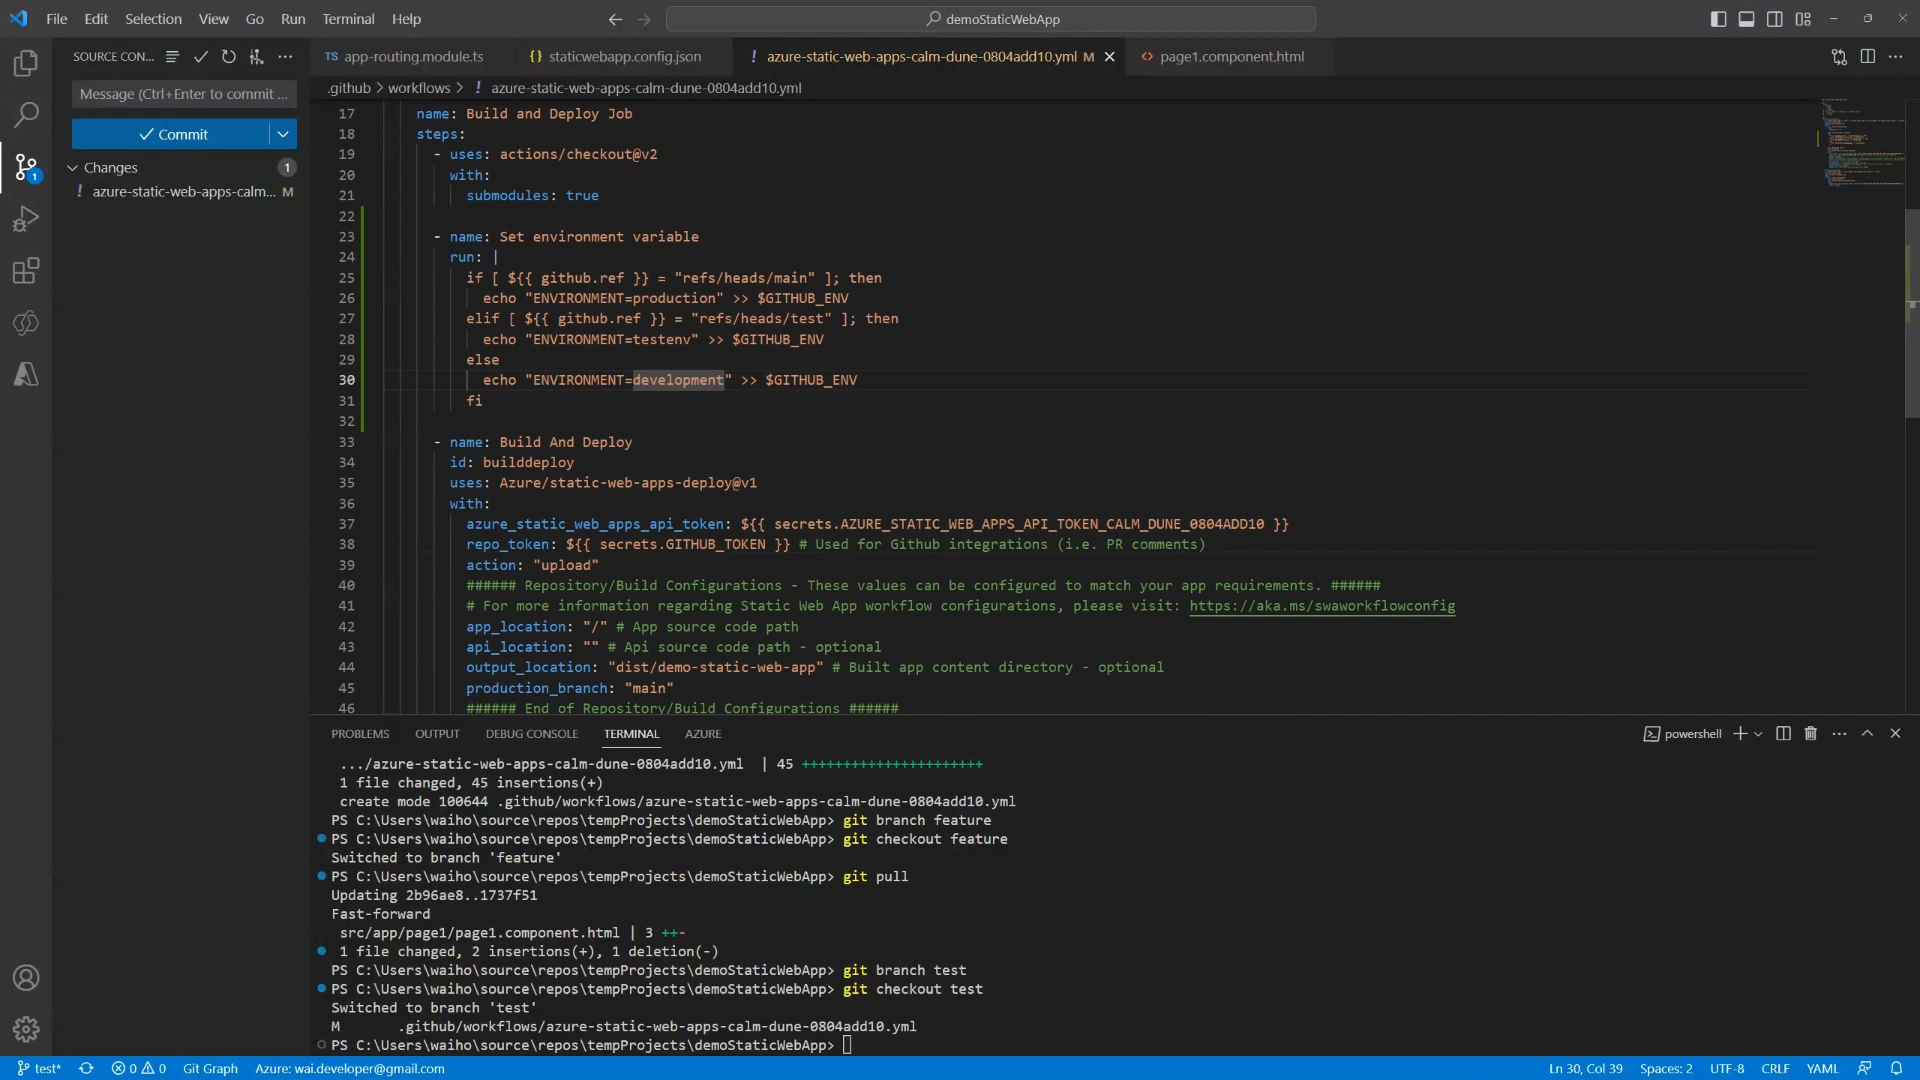 File Edit Selection View Go Run Terminal Help
demoStaticWebApp
SOURCE CON...
TS app-routing.module.ts
{} staticwebapp.config.json
! azure-static-web-apps-calm-dune-0804add10.yml M
<> page1.component.html
Message (Ctrl+Enter to commit ...
Commit
Changes 1
! azure-static-web-apps-calm... M
1
.github > workflows > ! azure-static-web-apps-calm-dune-0804add10.yml
17 name: Build and Deploy Job
18 steps:
19 - uses: actions/checkout@v2
20 with:
21 submodules: true
22
23 - name: Set environment variable
24 run: |
25 if [ ${{ github.ref }} = "refs/heads/main" ]; then
26 echo "ENVIRONMENT=production" >> $GITHUB_ENV
27 elif [ ${{ github.ref }} = "refs/heads/test" ]; then
28 echo "ENVIRONMENT=testenv" >> $GITHUB_ENV
29 else
30 echo "ENVIRONMENT=development" >> $GITHUB_ENV
31 fi
32
33 - name: Build And Deploy
34 id: builddeploy
35 uses: Azure/static-web-apps-deploy@v1
36 with:
37 azure_static_web_apps_api_token: ${{ secrets.AZURE_STATIC_WEB_APPS_API_TOKEN_CALM_DUNE_0804ADD10 }}
38 repo_token: ${{ secrets.GITHUB_TOKEN }} # Used for Github integrations (i.e. PR comments)
39 action: "upload"
40 ###### Repository/Build Configurations - These values can be configured to match your app requirements. ######
41 # For more information regarding Static Web App workflow configurations, please visit: https://aka.ms/swaworkflowconfig
42 app_location: "/" # App source code path
43 api_location: "" # Api source code path - optional
44 output_location: "dist/demo-static-web-app" # Built app content directory - optional
45 production_branch: "main"
46 ###### End of Repository/Build Configurations ######
PROBLEMS OUTPUT DEBUG CONSOLE TERMINAL AZURE
powershell
.../azure-static-web-apps-calm-dune-0804add10.yml | 45 ++++++++++++++++++++++
1 file changed, 45 insertions(+)
create mode 100644 .github/workflows/azure-static-web-apps-calm-dune-0804add10.yml
PS C:\Users\waiho\source\repos\tempProjects\demoStaticWebApp> git branch feature
PS C:\Users\waiho\source\repos\tempProjects\demoStaticWebApp> git checkout feature
Switched to branch 'feature'
PS C:\Users\waiho\source\repos\tempProjects\demoStaticWebApp> git pull
Updating 2b96ae8..1737f51
Fast-forward
src/app/page1/page1.component.html | 3 ++-
1 file changed, 2 insertions(+), 1 deletion(-)
PS C:\Users\waiho\source\repos\tempProjects\demoStaticWebApp> git branch test
PS C:\Users\waiho\source\repos\tempProjects\demoStaticWebApp> git checkout test
Switched to branch 'test'
M .github/workflows/azure-static-web-apps-calm-dune-0804add10.yml
PS C:\Users\waiho\source\repos\tempProjects\demoStaticWebApp>
test* 0 0 Git Graph Azure: wai.developer@gmail.com
Ln 30, Col 39 Spaces: 2 UTF-8 CRLF YAML